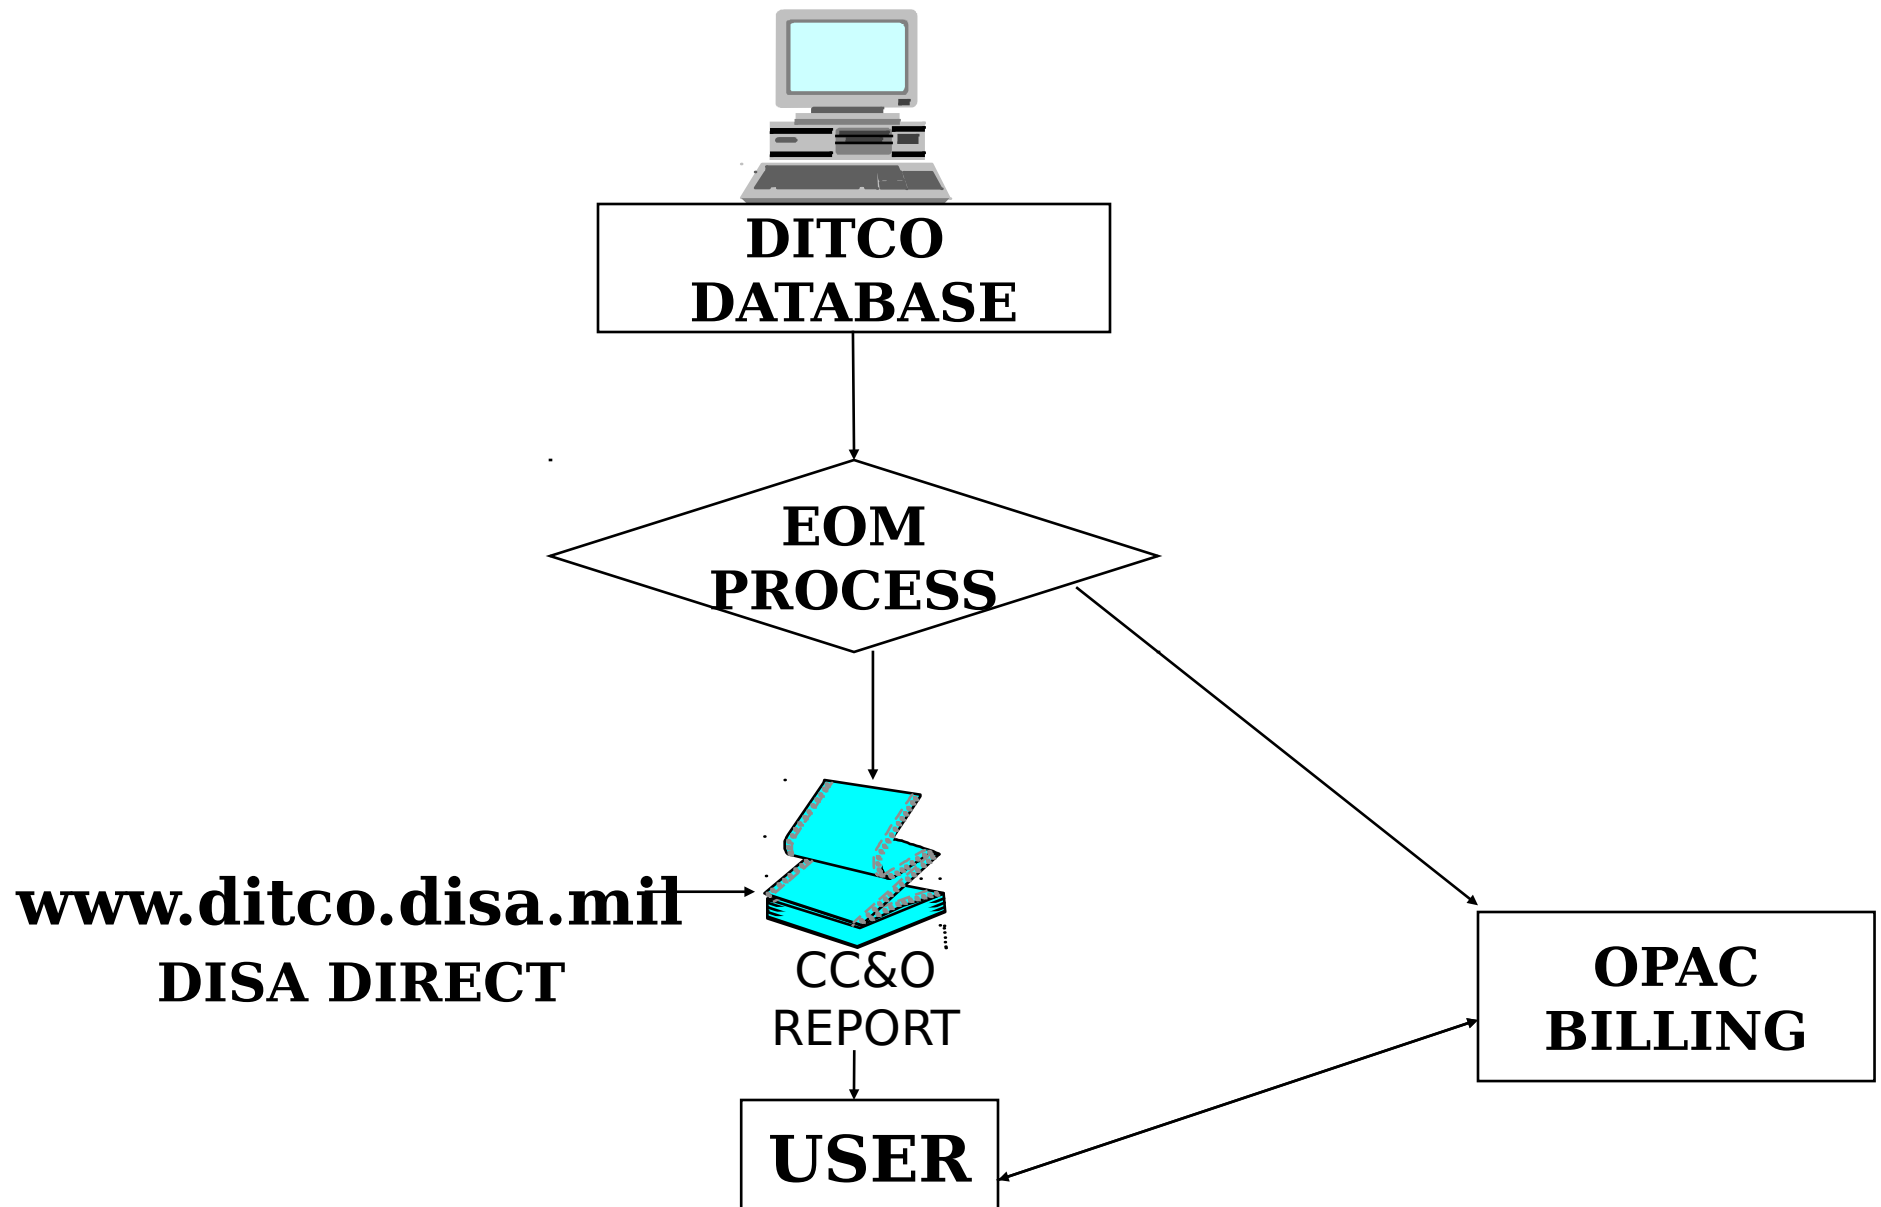 DITCO
DATABASE
EOM
PROCESS
www.ditco.disa.mil
DISA DIRECT
CC&O
REPORT
OPAC
BILLING
USER